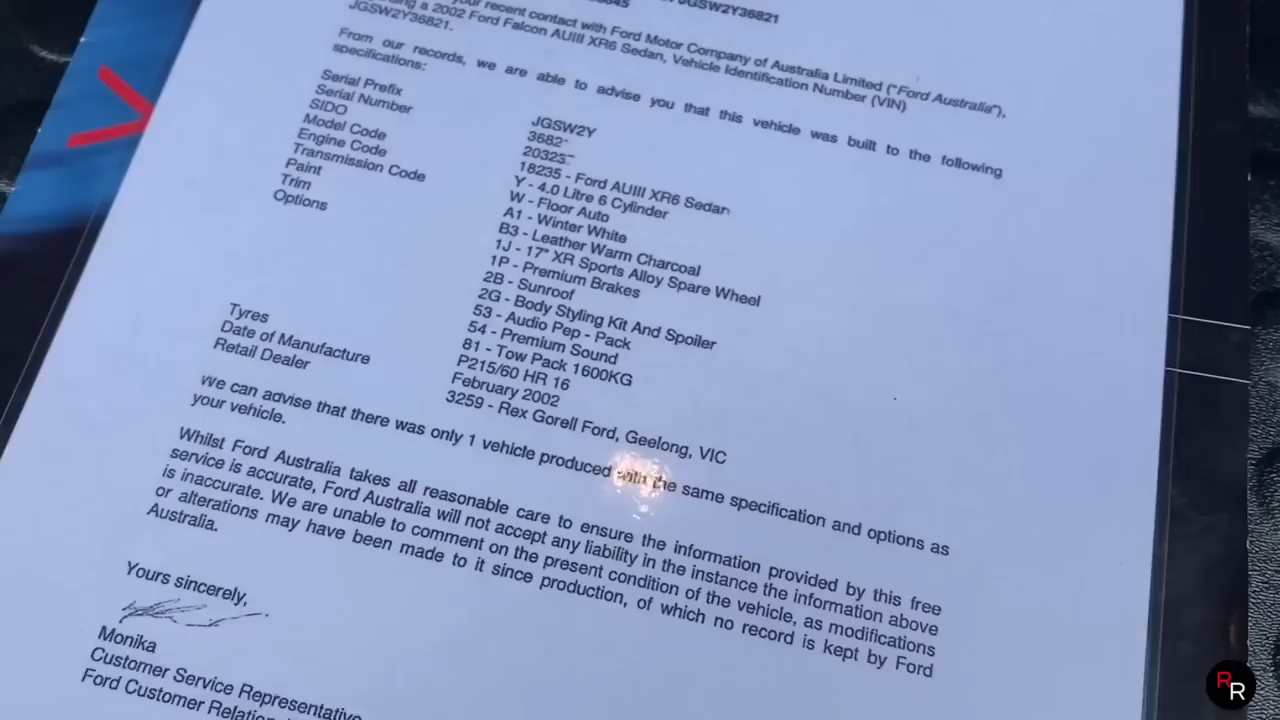 JGSW2Y36821
your recent contact with Ford Motor Company of Australia Limited ("Ford Australia"),
a 2002 Ford Falcon AUIII XR6 Sedan, Vehicle Identification Number (VIN)
JGSW2Y36821.
From our records, we are able to advise you that this vehicle was built to the following
specifications:
Serial Prefix JGSW2Y
Serial Number 3682
SIDO 20323
Model Code 18235 - Ford AUIII XR6 Sedan
Engine Code Y - 4.0 Litre 6 Cylinder
Transmission Code W - Floor Auto
Paint A1 - Winter White
Trim B3 - Leather Warm Charcoal
Options 1J - 17" XR Sports Alloy Spare Wheel
1P - Premium Brakes
2B - Sunroof
2G - Body Styling Kit And Spoiler
53 - Audio Pep - Pack
54 - Premium Sound
81 - Tow Pack 1600KG
Tyres P215/60 HR 16
Date of Manufacture February 2002
Retail Dealer 3259 - Rex Gorell Ford, Geelong, VIC
We can advise that there was only 1 vehicle produced with the same specification and options as
your vehicle.
Whilst Ford Australia takes all reasonable care to ensure the information provided by this free
service is accurate, Ford Australia will not accept any liability in the instance the information above
is inaccurate. We are unable to comment on the present condition of the vehicle, as modifications
or alterations may have been made to it since production, of which no record is kept by Ford
Australia.
Yours sincerely,
Monika
Customer Service Representative
Ford Customer
RR